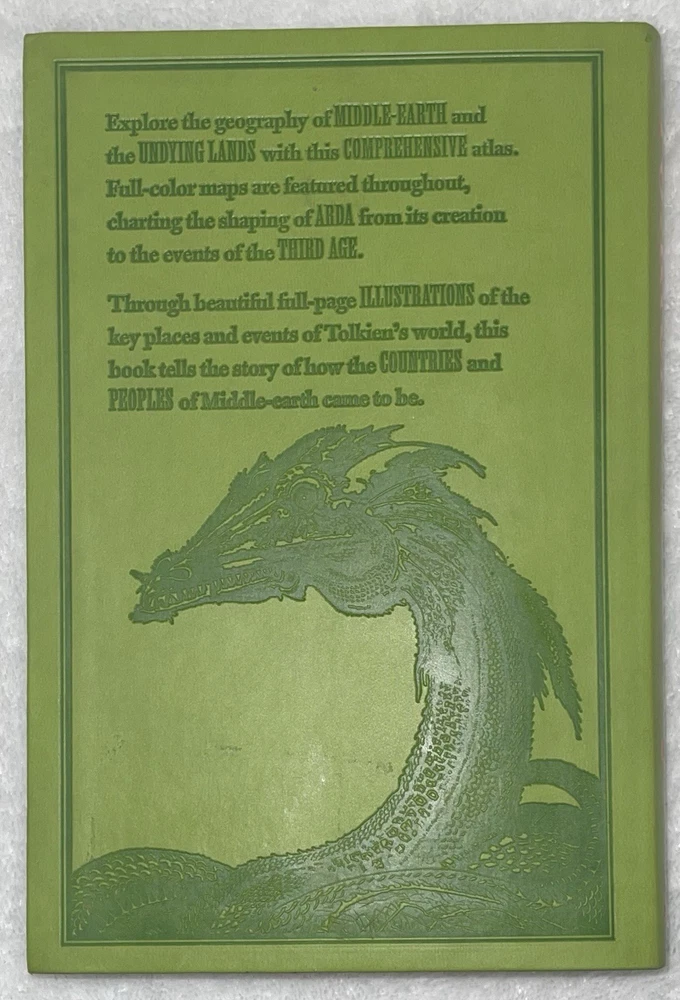 Explore the geography of MIDDLE-EARTH and
the UNDYING LANDS with this COMPREHENSIVE atlas.
Full-color maps are featured throughout,
charting the shaping of ARDA from its creation
to the events of the THIRD AGE.
Through beautiful full-page ILLUSTRATIONS of the
key places and events of Tolkien's world, this
book tells the story of how the COUNTRIES and
PEOPLES of Middle-earth came to be.